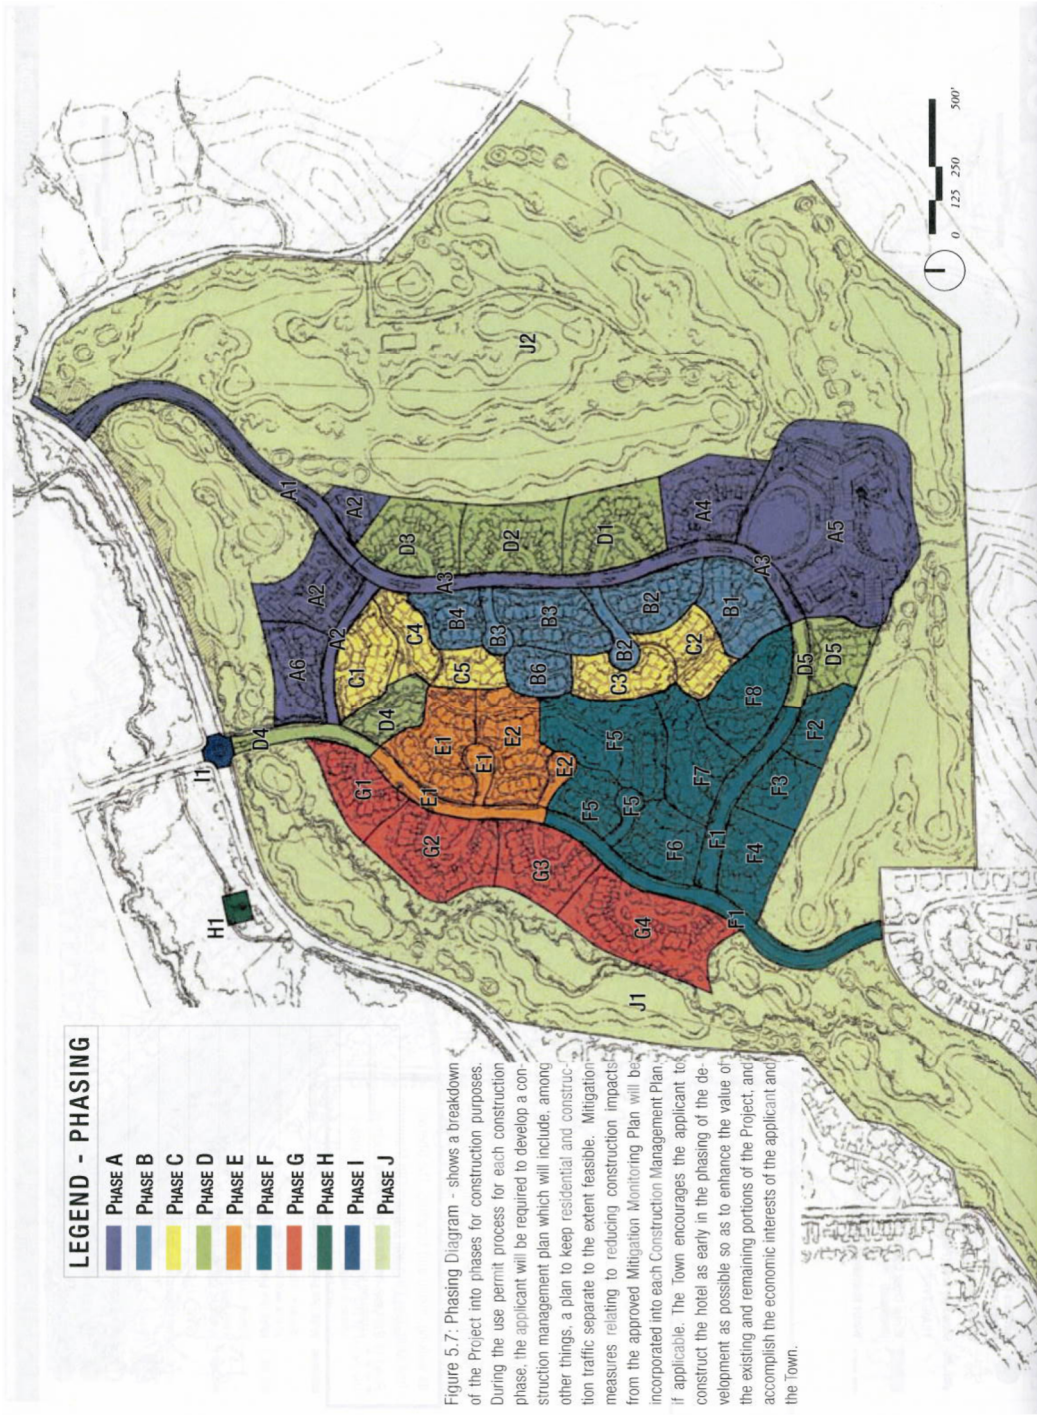 LEGEND - PHASING
PHASE A
PHASE B
PHASE C
PHASE D
PHASE E
PHASE F
PHASE G
PHASE H
PHASE I
PHASE J
Figure 5.7: Phasing Diagram - shows a breakdown
of the Project into phases for construction purposes.
During the use permit process for each construction
phase, the applicant will be required to develop a con-
struction management plan which will include, among
other things, a plan to keep residential and construc-
tion traffic separate to the extent feasible. Mitigation
measures relating to reducing construction impacts
from the approved Mitigation Monitoring Plan will be
incorporated into each Construction Management Plan,
if applicable. The Town encourages the applicant to
construct the hotel as early in the phasing of the de-
velopment as possible so as to enhance the value of
the existing and remaining portions of the Project, and
accomplish the economic interests of the applicant and
the Town.
H1
I1
J1
D4
G1
G2
G3
G4
E1
E1
E1
E2
E2
D4
A6
A2
A2
A2
A1
C1
C4
C5
B4
B3
B3
B6
B2
B2
C3
C2
B1
A3
A3
D3
D2
D1
A4
A5
D5
D5
F8
F5
F5
F5
F7
F6
F1
F1
F2
F3
F4
J2
0 125 250 500'